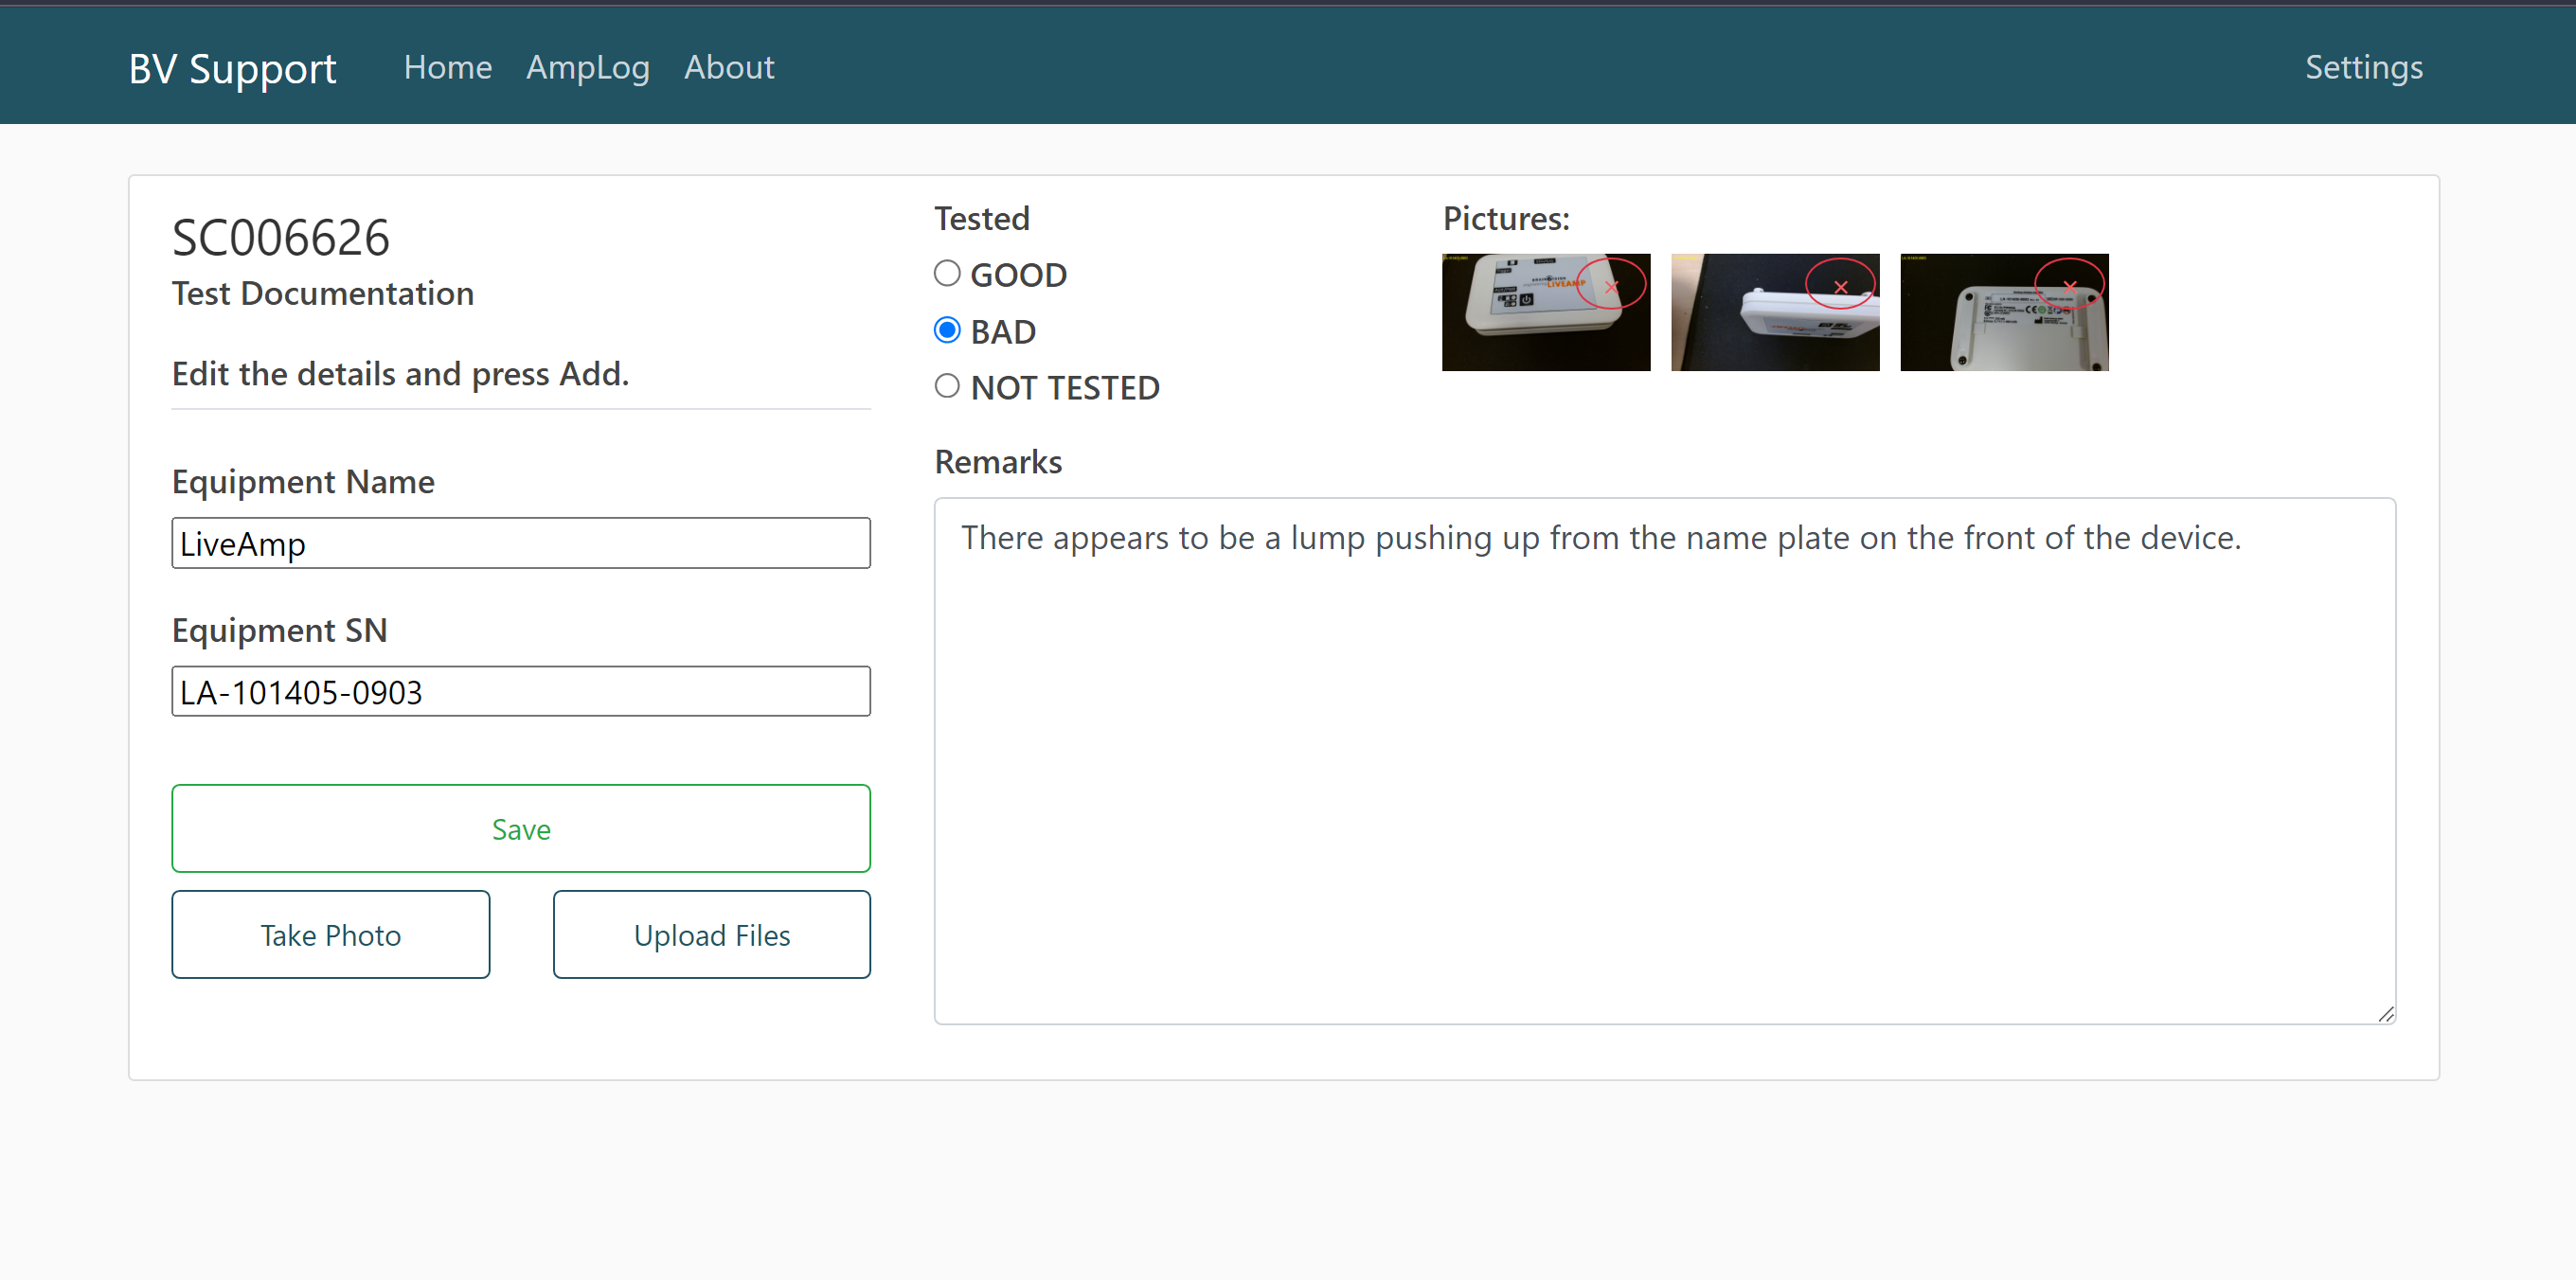 BV Support
Home
AmpLog
About
Settings
SC006626
Test Documentation
Edit the details and press Add.
Equipment Name
LiveAmp
Equipment SN
LA-101405-0903
Save
Take Photo
Upload Files
Tested
GOOD
BAD
NOT TESTED
Pictures:
LIVEAMP
Remarks
There appears to be a lump pushing up from the name plate on the front of the device.